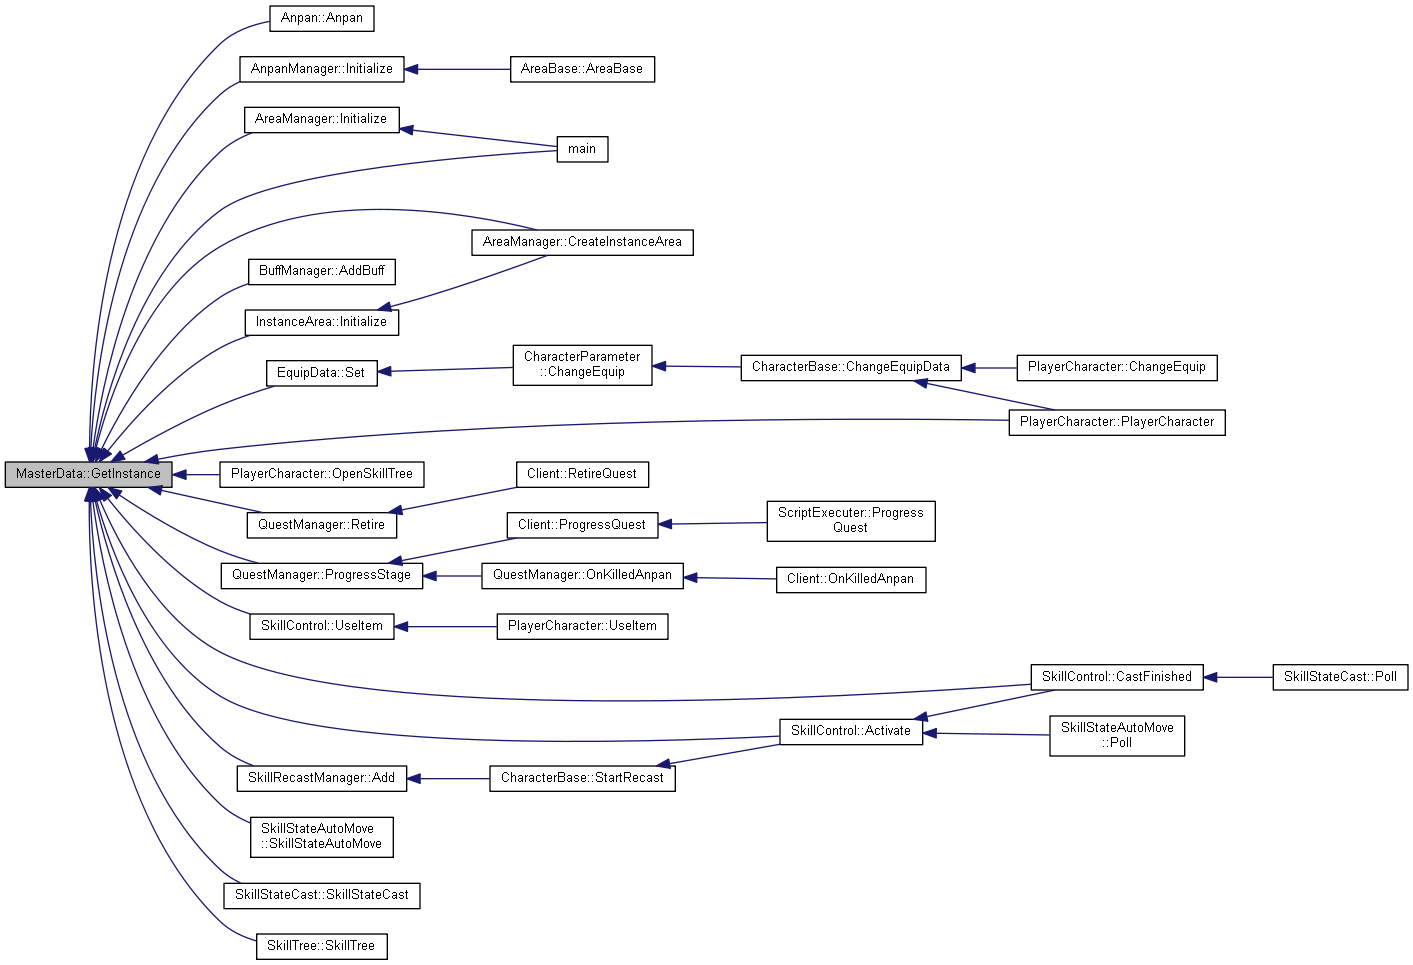 Anpan::Anpan
AnpanManager::Initialize
AreaBase::AreaBase
AreaManager::Initialize
main
AreaManager::CreateInstanceArea
BuffManager::AddBuff
InstanceArea::Initialize
EquipData::Set
CharacterParameter
::ChangeEquip
CharacterBase::ChangeEquipData
PlayerCharacter::ChangeEquip
PlayerCharacter::PlayerCharacter
MasterData::GetInstance
PlayerCharacter::OpenSkillTree
Client::RetireQuest
QuestManager::Retire
Client::ProgressQuest
ScriptExecuter::Progress
Quest
QuestManager::ProgressStage
QuestManager::OnKilledAnpan
Client::OnKilledAnpan
SkillControl::UseItem
PlayerCharacter::UseItem
SkillControl::CastFinished
SkillStateCast::Poll
SkillControl::Activate
SkillStateAutoMove
::Poll
SkillRecastManager::Add
CharacterBase::StartRecast
SkillStateAutoMove
::SkillStateAutoMove
SkillStateCast::SkillStateCast
SkillTree::SkillTree